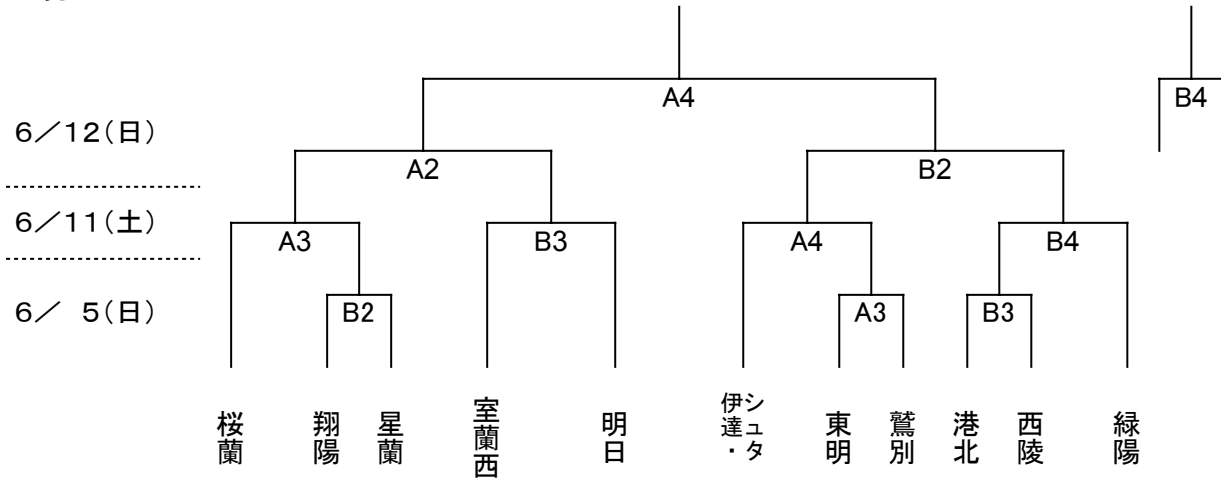 A4
B4
6／12(日)
A2
B2
6／11(土)
A3
B3
A4
B4
6／ 5(日)
B2
A3
B3
桜蘭
翔陽
星蘭
室蘭西
明日
伊達・シュタ
東明
鷲別
港北
西陵
緑陽